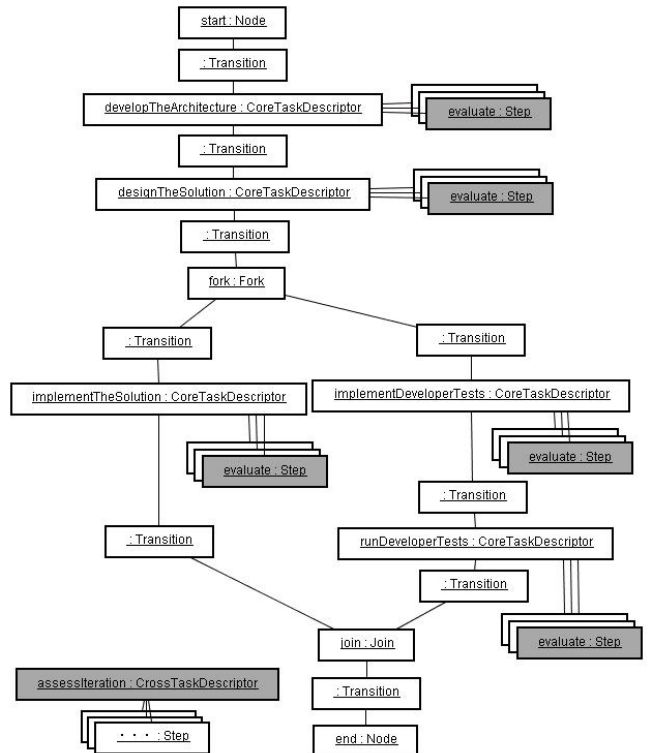 start : Node
: Transition
developTheArchitecture : CoreTaskDescriptor
evaluate : Step
: Transition
designTheSolution : CoreTaskDescriptor
evaluate : Step
: Transition
fork : Fork
: Transition
: Transition
implementTheSolution : CoreTaskDescriptor
implementDeveloperTests : CoreTaskDescriptor
evaluate : Step
evaluate : Step
: Transition
: Transition
runDeveloperTests : CoreTaskDescriptor
: Transition
join : Join
evaluate : Step
assessIteration : CrossTaskDescriptor
: Transition
· · · : Step
end : Node